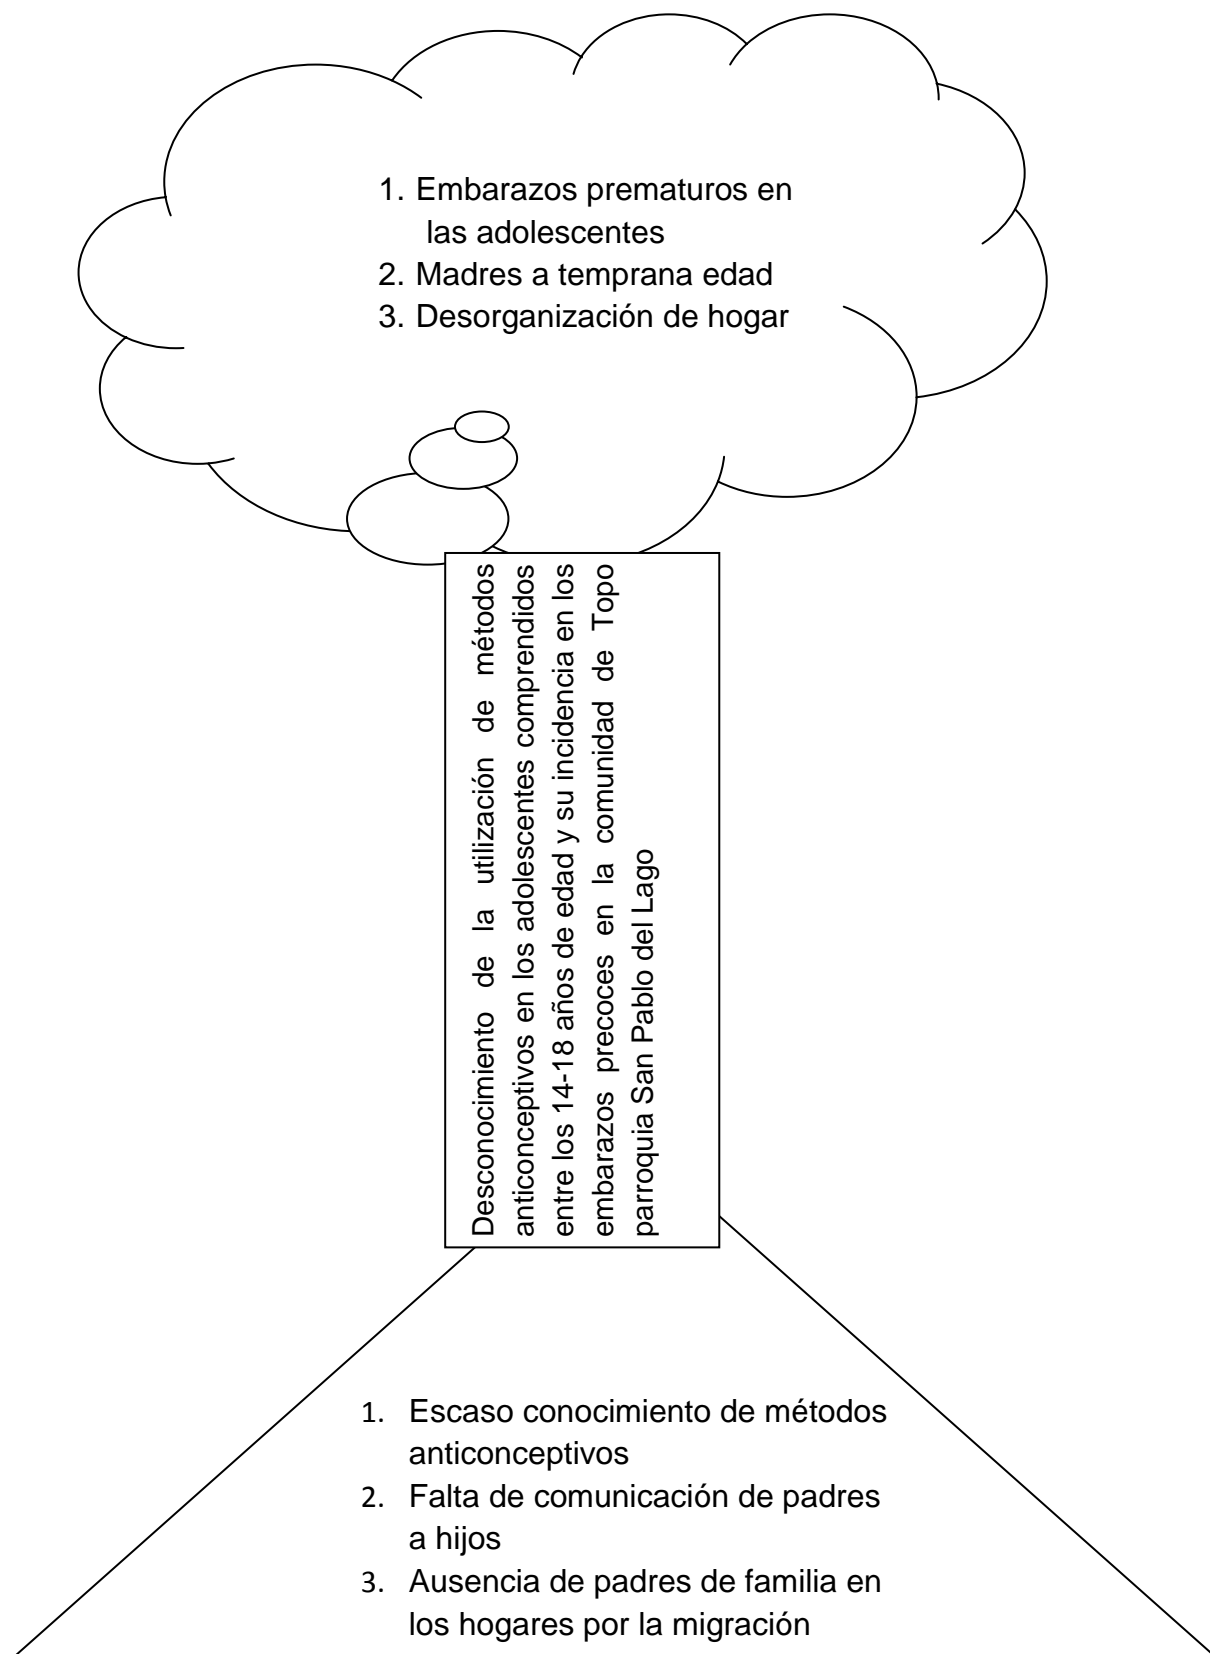 1. Embarazos prematuros en
las adolescentes
2. Madres a temprana edad
3. Desorganización de hogar
Desconocimiento de la utilización de métodos
anticonceptivos en los adolescentes comprendidos
entre los 14-18 años de edad y su incidencia en los
embarazos precoces en la comunidad de Topo
parroquia San Pablo del Lago
1. Escaso conocimiento de métodos
anticonceptivos
2. Falta de comunicación de padres
a hijos
3. Ausencia de padres de familia en
los hogares por la migración